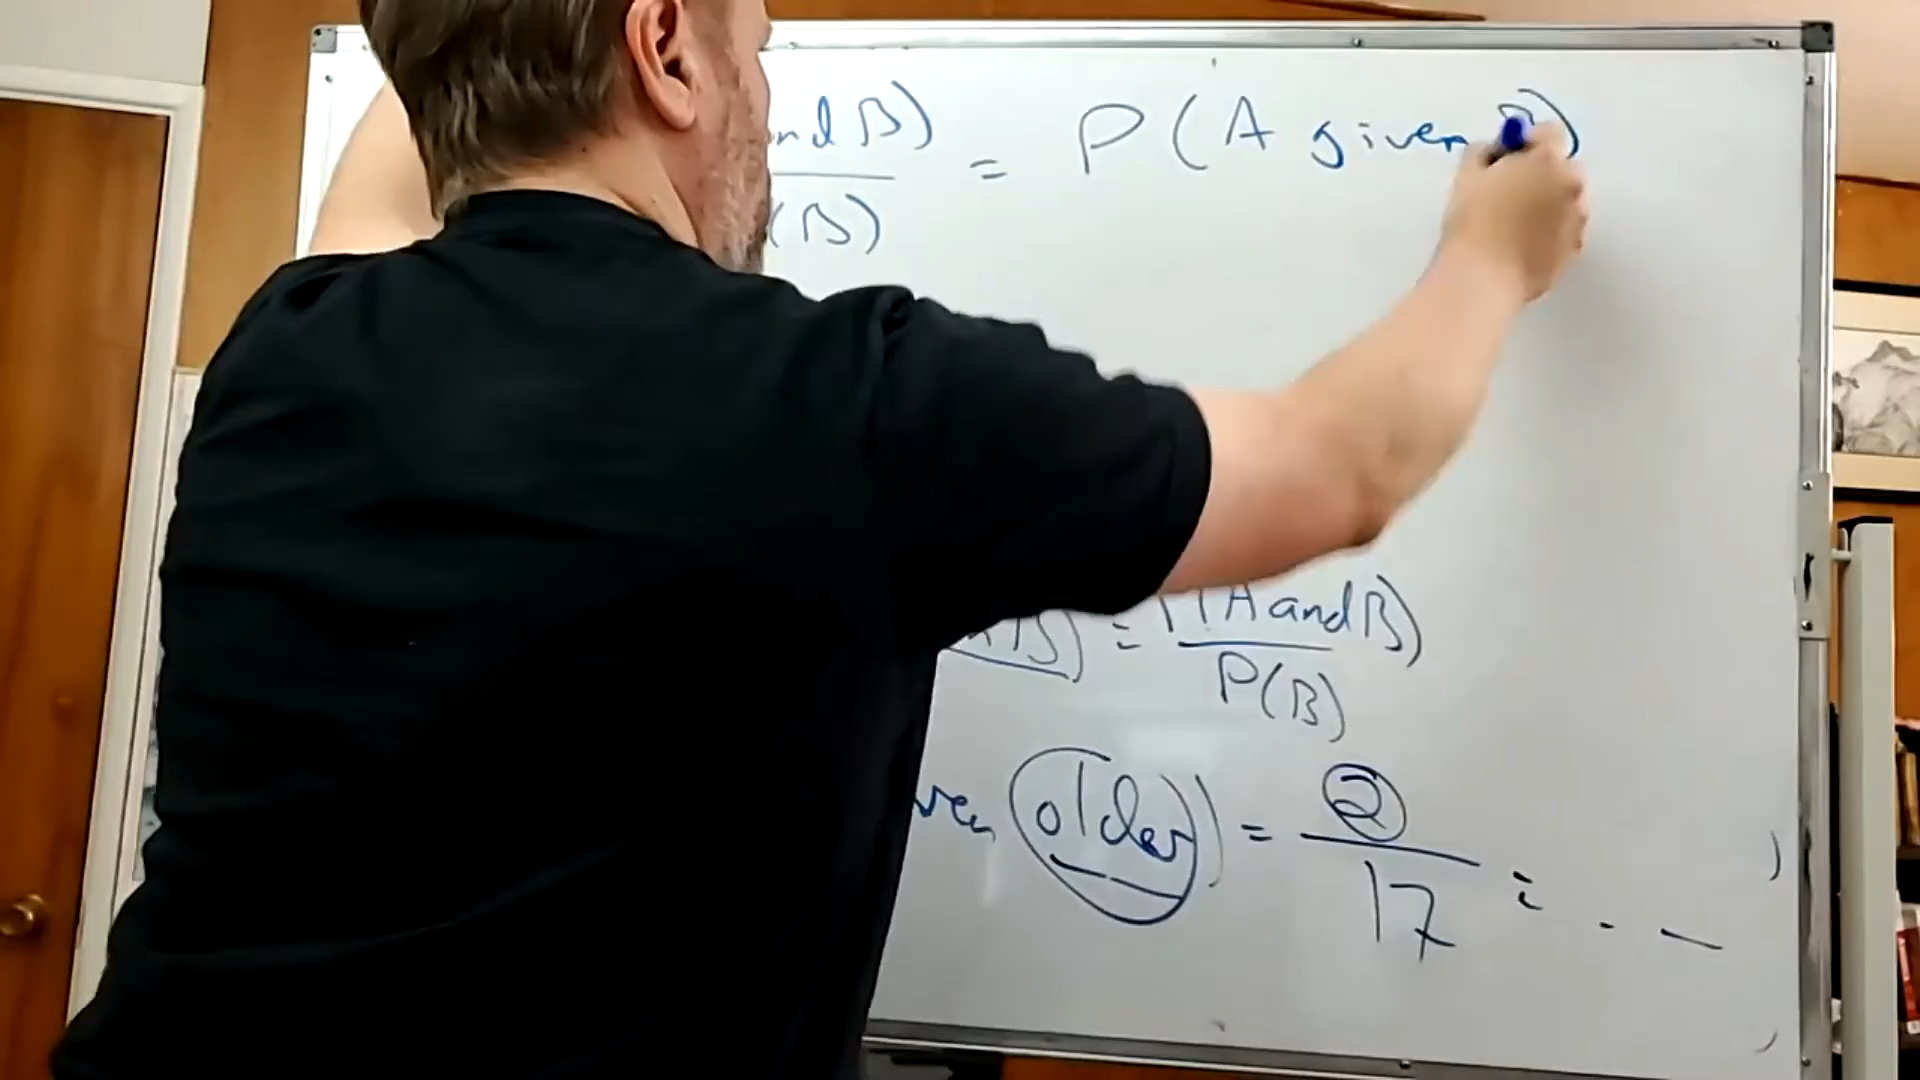 nd B) = P(A given B)
(B)
B) = P(A and B)
P(B)
ven older) = 2
17 = . –